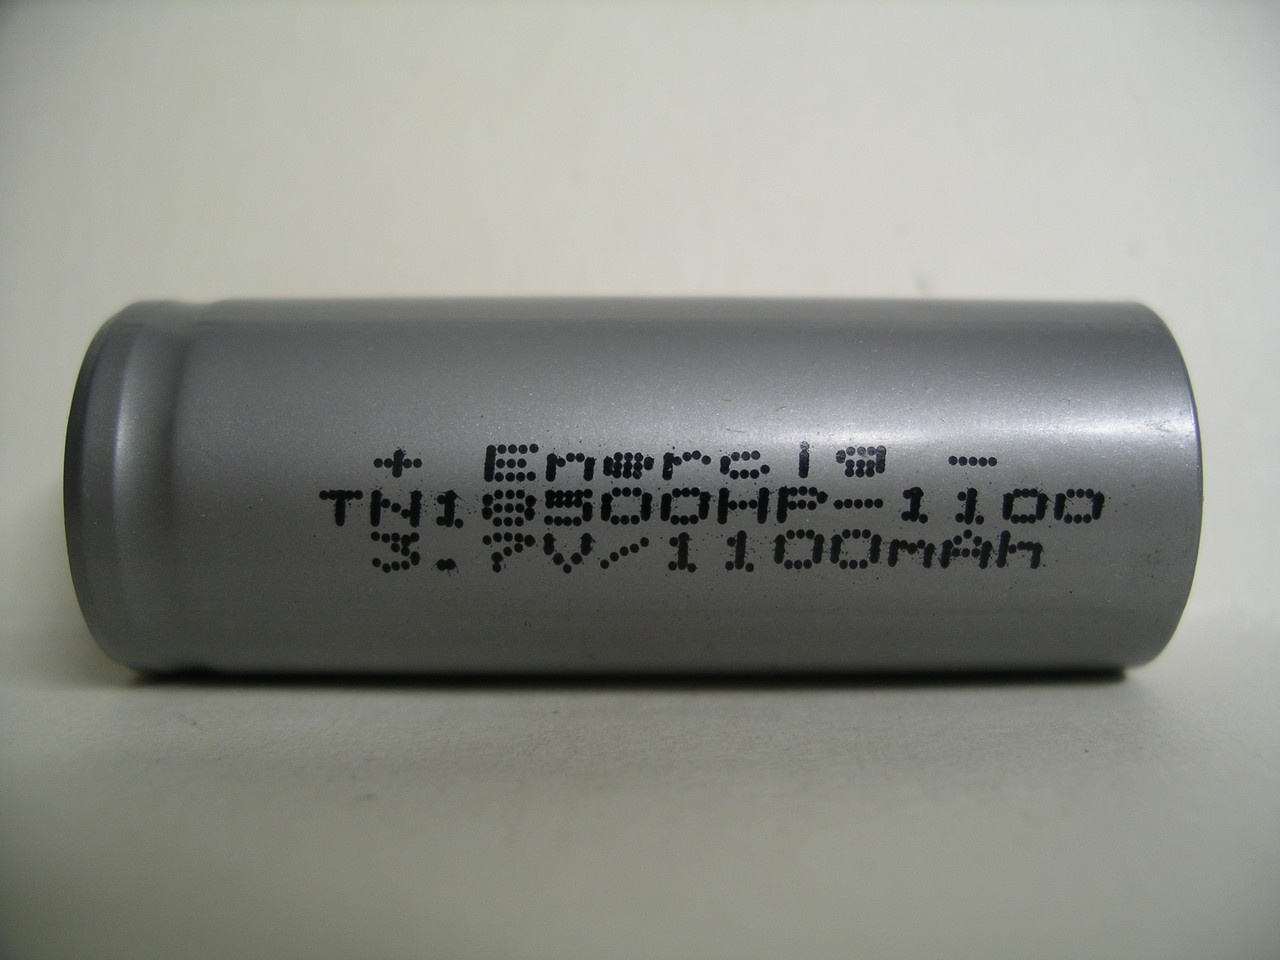 + Enercig -
TN18500HP-1100
3.7V/1100mAh